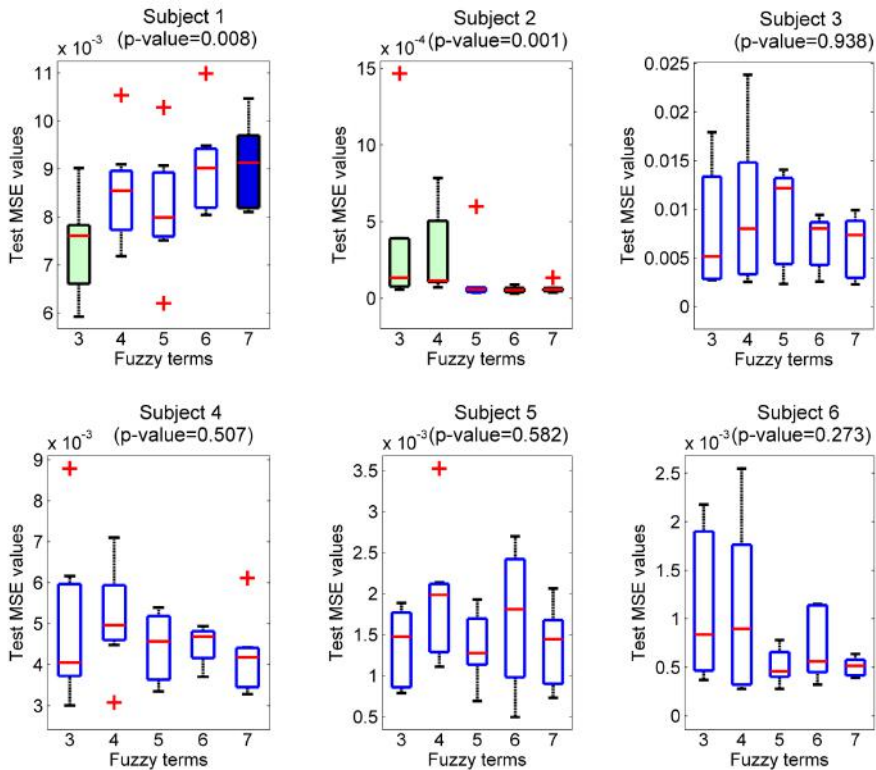 Subject 1
x 10⁻³ (p-value=0.008)
Test MSE values
11
10
9
8
7
6
3 4 5 6 7
Fuzzy terms
Subject 2
x 10⁻⁴ (p-value=0.001)
Test MSE values
15
10
5
0
3 4 5 6 7
Fuzzy terms
Subject 3
(p-value=0.938)
Test MSE values
0.025
0.02
0.015
0.01
0.005
0
3 4 5 6 7
Fuzzy terms
Subject 4
x 10⁻³ (p-value=0.507)
Test MSE values
9
8
7
6
5
4
3
3 4 5 6 7
Fuzzy terms
Subject 5
x 10⁻³ (p-value=0.582)
Test MSE values
3.5
3
2.5
2
1.5
1
0.5
3 4 5 6 7
Fuzzy terms
Subject 6
x 10⁻³ (p-value=0.273)
Test MSE values
2.5
2
1.5
1
0.5
0
3 4 5 6 7
Fuzzy terms